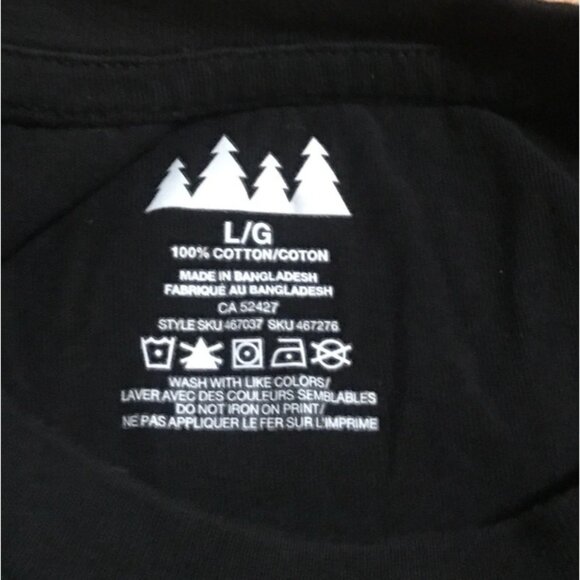 L/G
100% COTTON/COTON
MADE IN BANGLADESH
FABRIQUÉ AU BANGLADESH
CA 52427
STYLE SKU 467037 SKU 467276
WASH WITH LIKE COLORS/
LAVER AVEC DES COULEURS SEMBLABLES
DO NOT IRON ON PRINT/
NE PAS APPLIQUER LE FER SUR L'IMPRIME